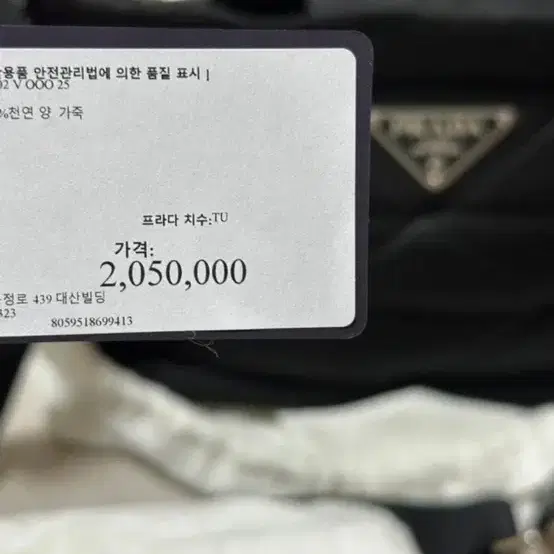 용품 안전관리법에 의한 품질 표시 ]
02 V OOO 25
%천연 양 가죽
프라다 치수:TU
가격:
2,050,000
정로 439 대산빌딩
323
8059518699413
PRADA